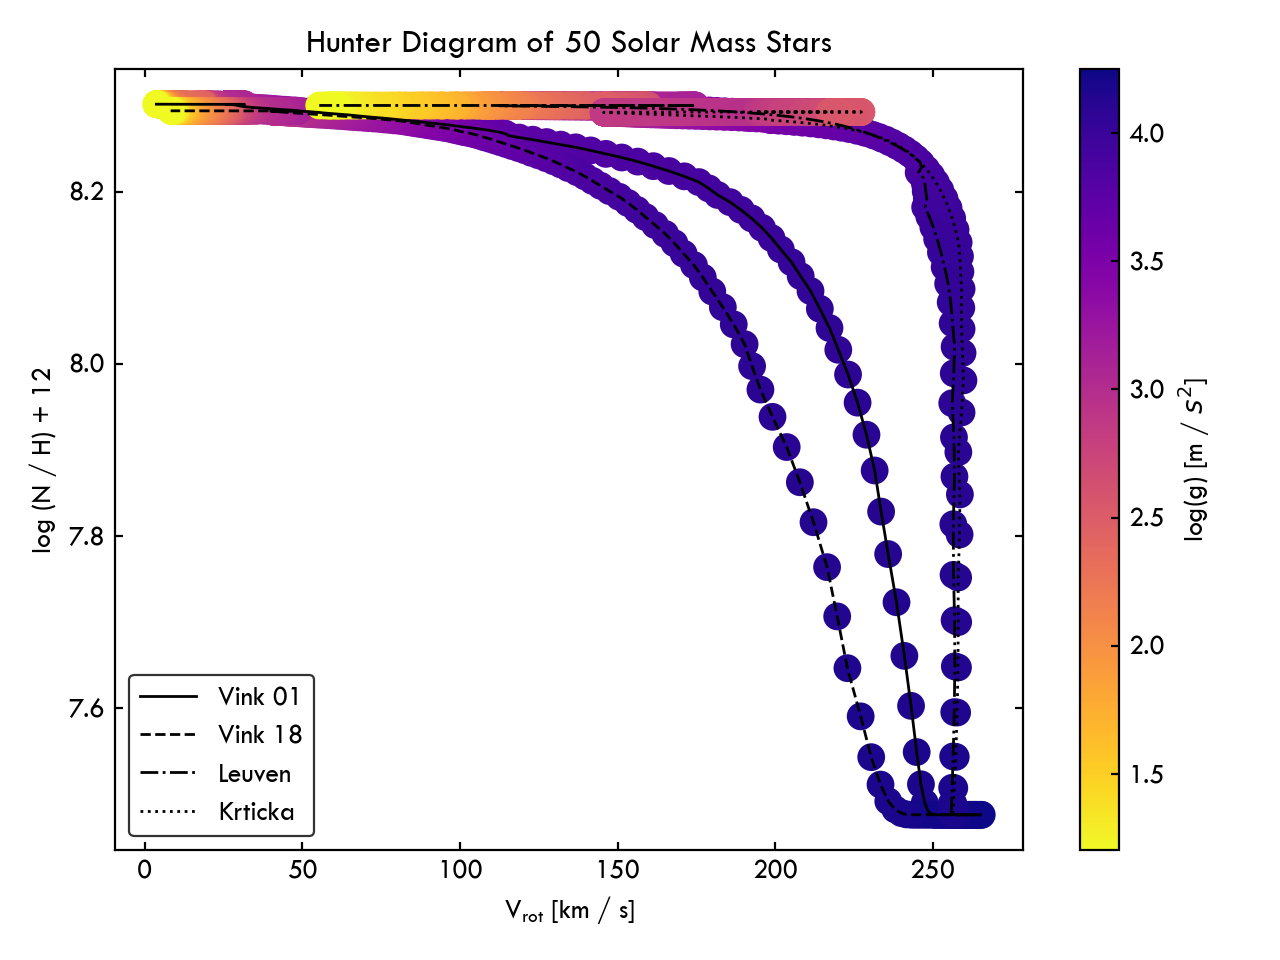 Hunter Diagram of 50 Solar Mass Stars
log (N / H) + 12
8.2
8.0
7.8
7.6
Vink 01
Vink 18
Leuven
Krticka
0 50 100 150 200 250
V_rot [km / s]
4.0
3.5
3.0
2.5
2.0
1.5
log(g) [m / s²]